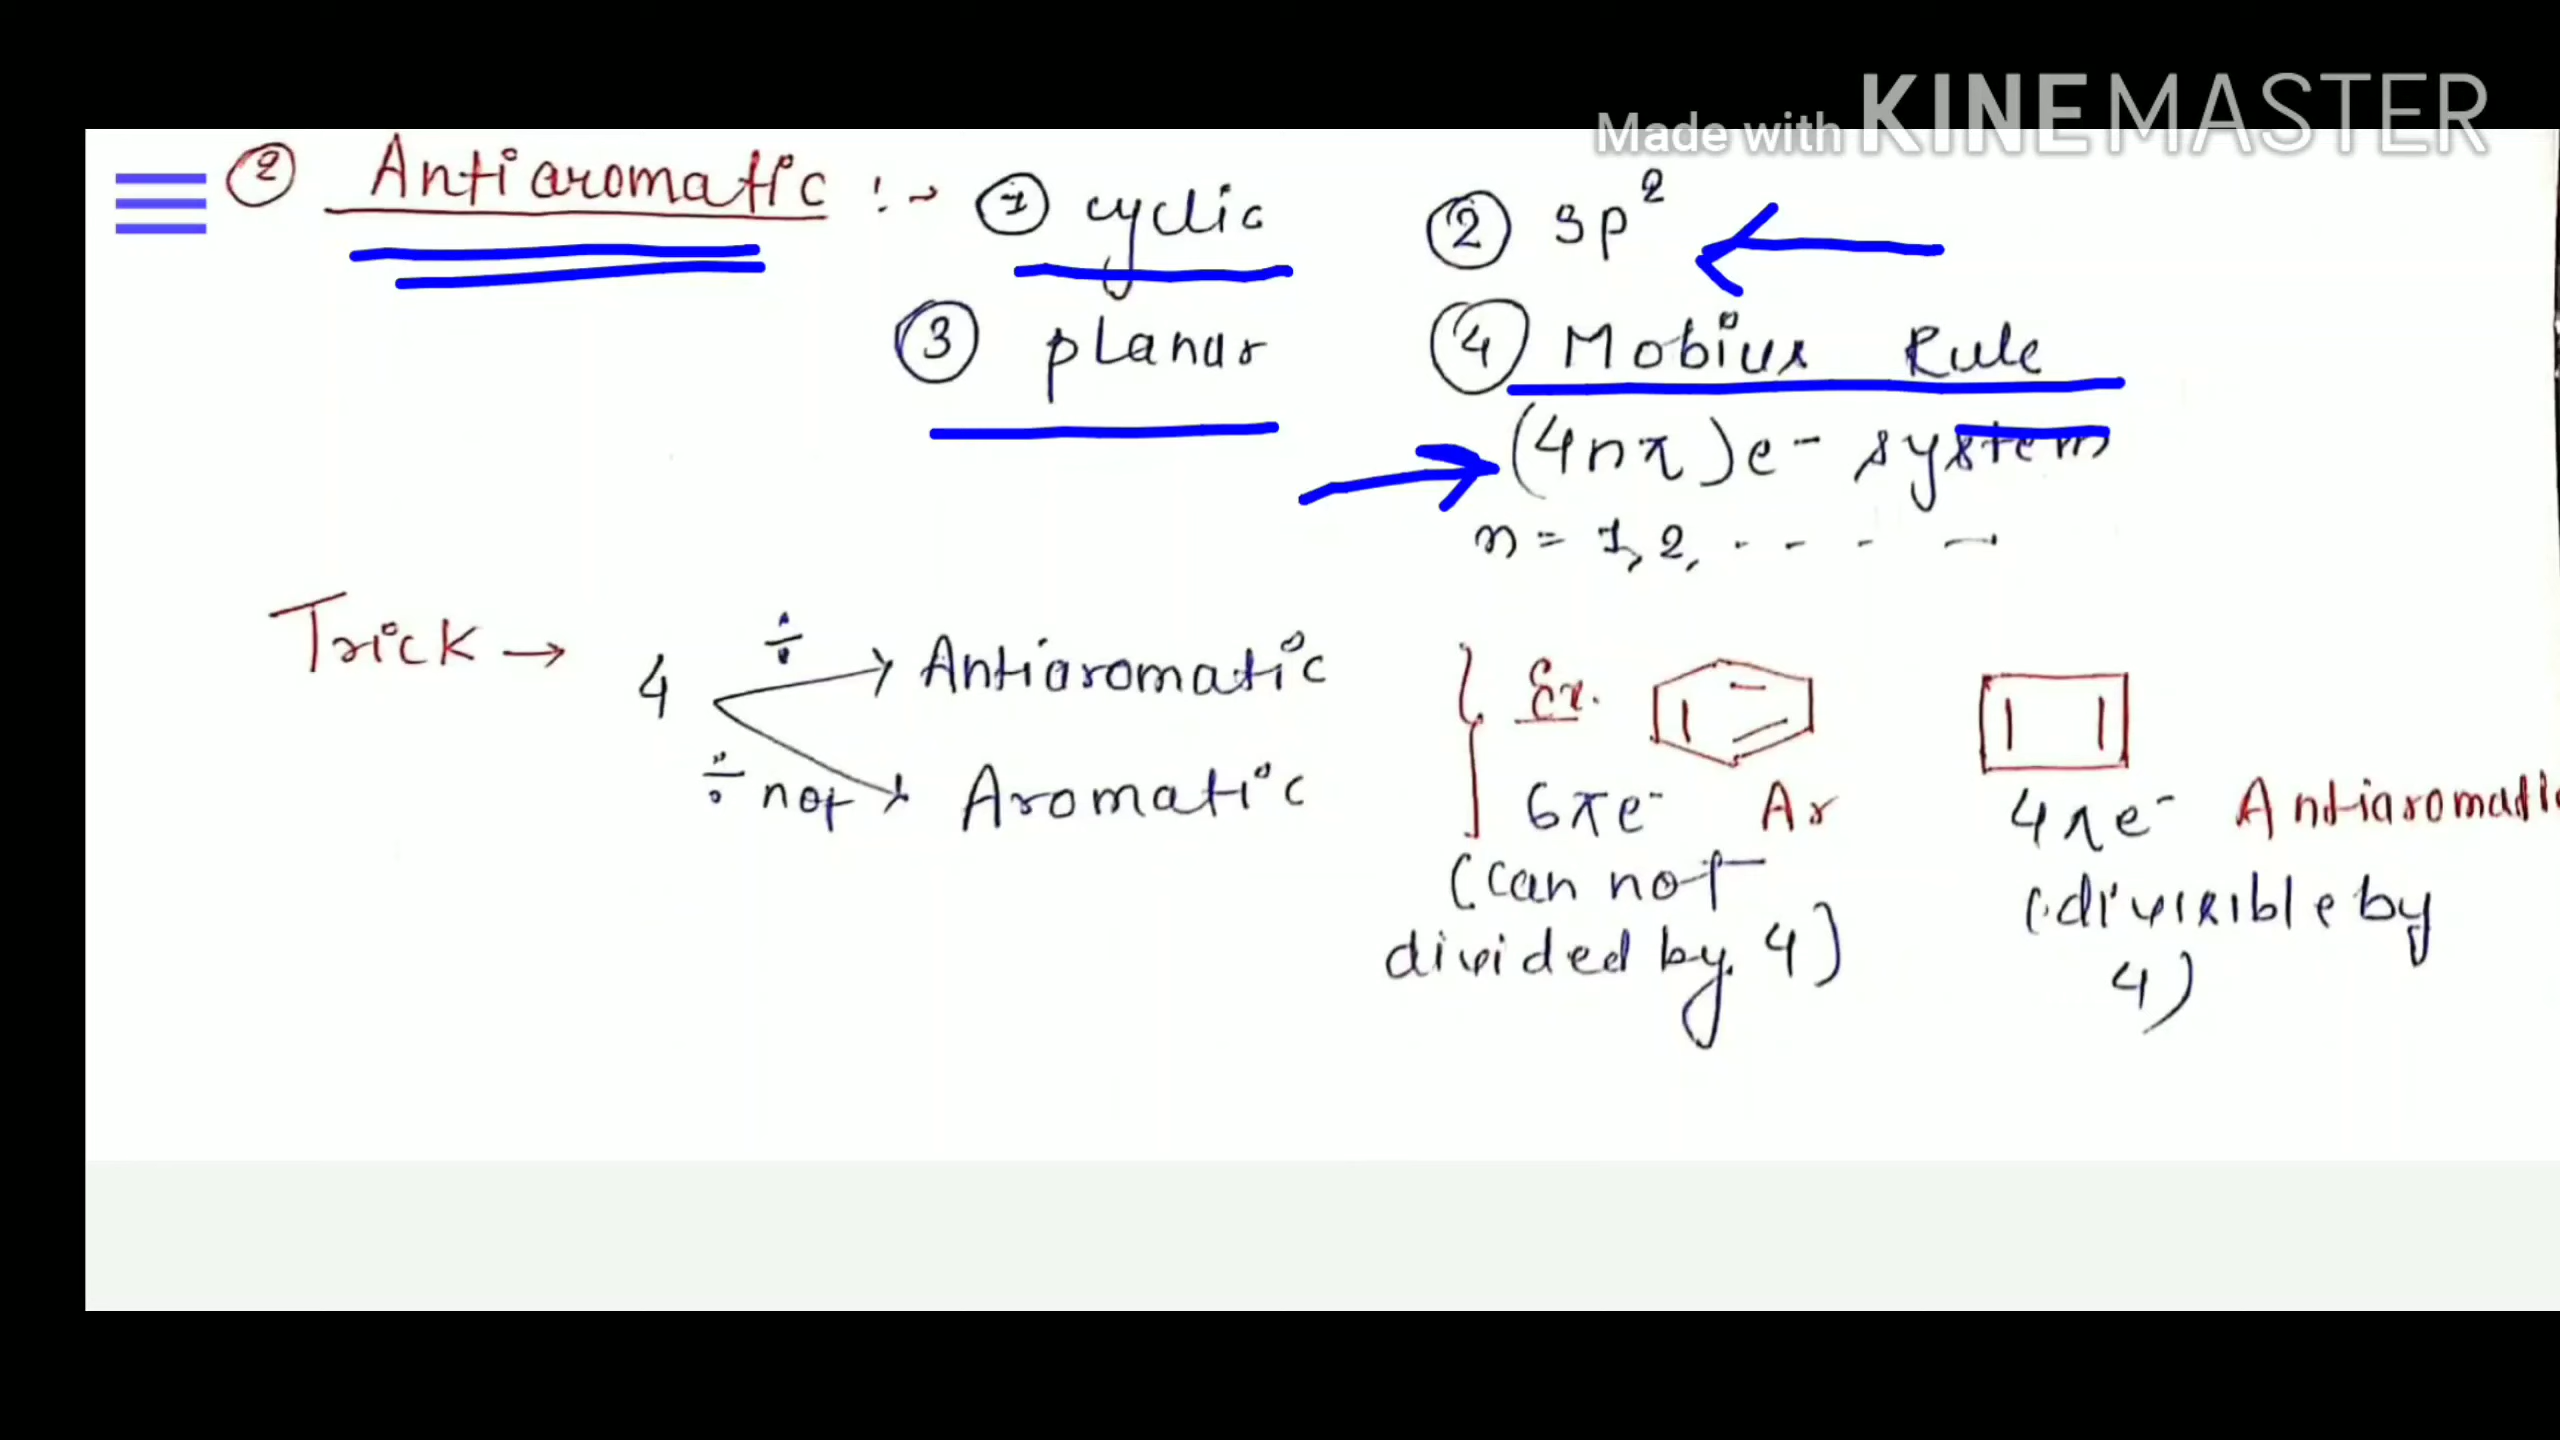 Made with KINEMASTER
② Antiaromatic :→ ① cyclic ② sp²
③ planar ④ Mobius Rule
(4nπ)e- system
n = 1, 2, - - - -
Trick → 4 ÷ → Antiaromatic
÷ not → Aromatic
Ex. 6πe- Ar
(can not divided by 4)
4πe- Antiaromatic
(divisible by
4)